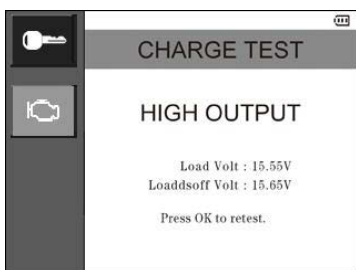 CHARGE TEST
HIGH OUTPUT
Load Volt : 15.55V
Loaddsoff Volt : 15.65V
Press OK to retest.